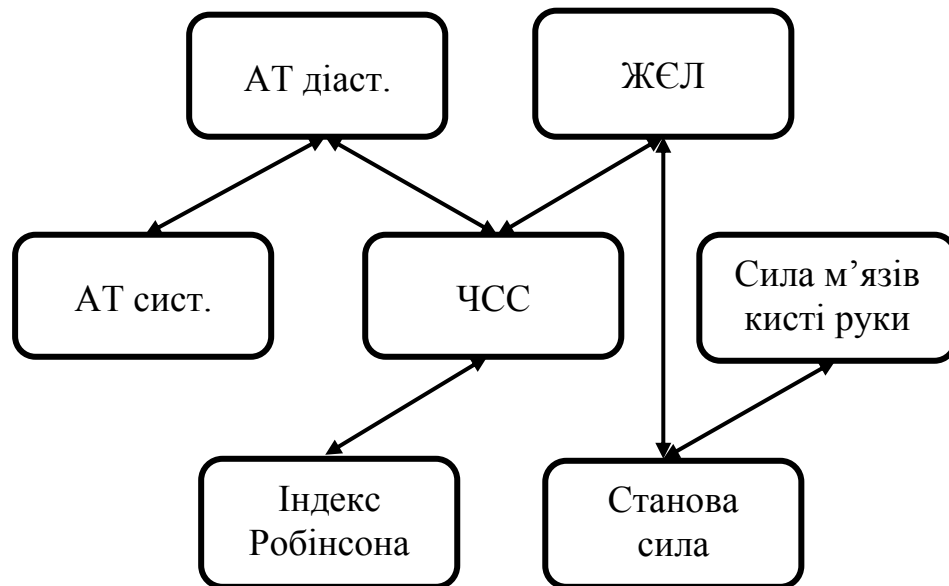 АТ діаст.
ЖЄЛ
АТ сист.
ЧСС
Сила м’язів
кисті руки
Індекс
Робінсона
Станова
сила